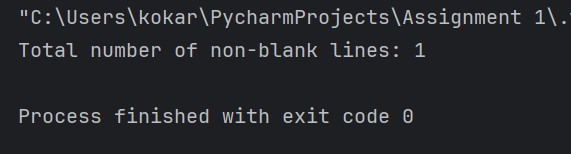 "C:\Users\kokar\PycharmProjects\Assignment 1\.
Total number of non-blank lines: 1
Process finished with exit code 0